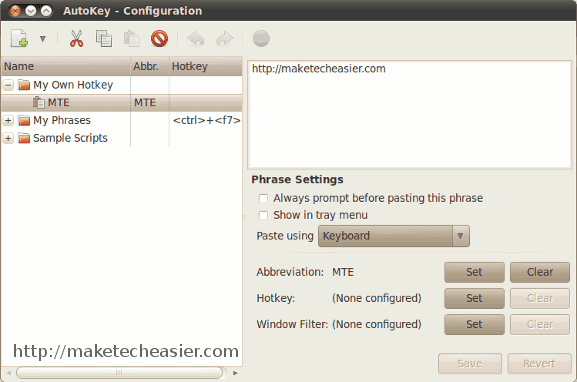 AutoKey - Configuration
Name Abbr. Hotkey
My Own Hotkey
MTE MTE
My Phrases <ctrl>+<f7>
Sample Scripts
http://maketecheasier.com
http://maketecheasier.com
Phrase Settings
Always prompt before pasting this phrase
Show in tray menu
Paste using Keyboard
Abbreviation: MTE Set Clear
Hotkey: (None configured) Set Clear
Window Filter: (None configured) Set Clear
Save Revert